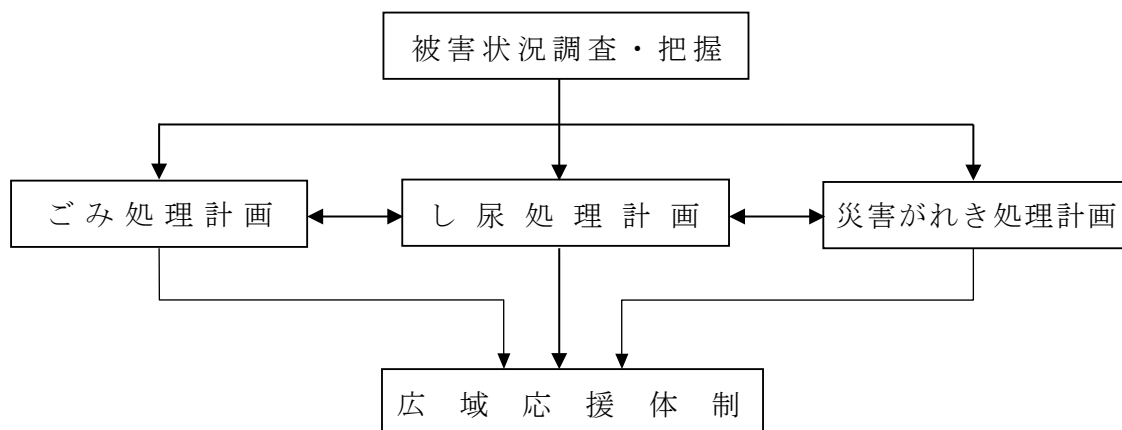 被害状況調査・把握
ごみ処理計画
し尿処理計画
災害がれき処理計画
広域応援体制